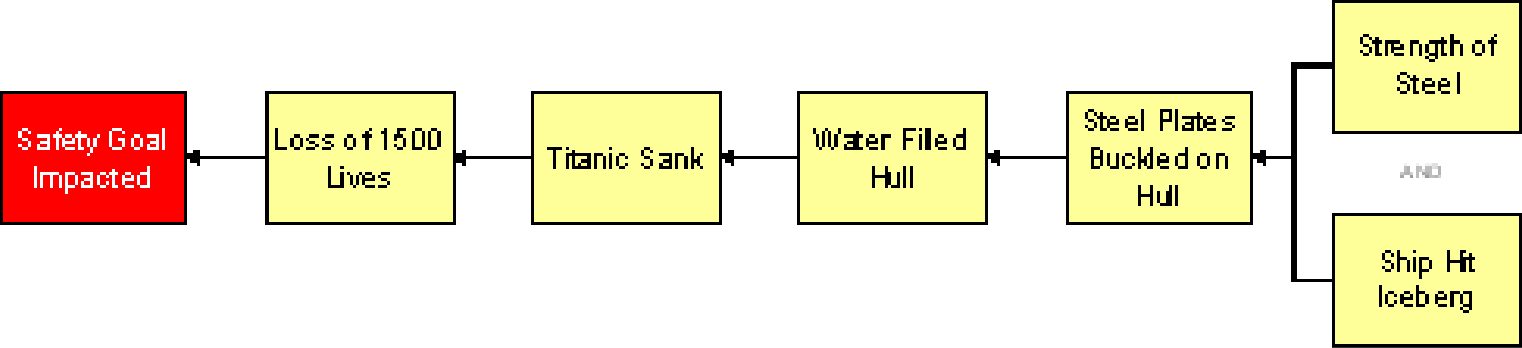 Safety Goal
Impacted
Loss of 1500
Lives
Titanic Sank
Water Filled
Hull
Steel Plates
Buckled on
Hull
Strength of
Steel
AND
Ship Hit
Iceberg